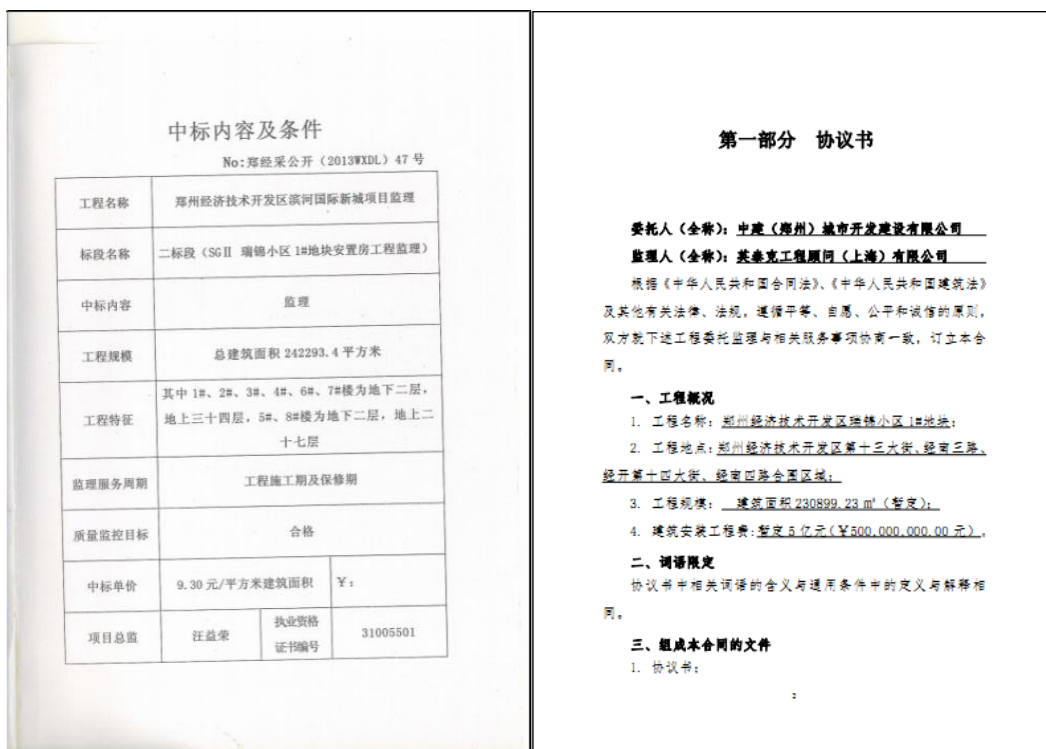 中标内容及条件
No:郑经采公开（2013WXDL）47 号
工程名称
郑州经济技术开发区滨河国际新城项目监理
标段名称
二标段（SGⅡ 瑞锦小区 1#地块安置房工程监理）
中标内容
监理
工程规模
总建筑面积 242293.4 平方米
工程特征
其中 1#、2#、3#、4#、6#、7#楼为地下二层，
地上三十四层，5#、8#楼为地下二层，地上二
十七层
监理服务周期
工程施工期及保修期
质量监控目标
合格
中标单价
9.30 元/平方米建筑面积
￥：
项目总监
汪益荣
执业资格
证书编号
31005501
第一部分 协议书
委托人（全称）：中建（郑州）城市开发建设有限公司
监理人（全称）：英泰克工程顾问（上海）有限公司
根据《中华人民共和国合同法》、《中华人民共和国建筑法》
及其他有关法律、法规，遵循平等、自愿、公平和诚信的原则，
双方就下述工程委托监理与相关服务事项协商一致，订立本合
同。
一、工程概况
1. 工程名称：郑州经济技术开发区瑞锦小区 1#地块；
2. 工程地点：郑州经济技术开发区第十三大街、经南三路、
经开第十四大街、经南四路合围区域；
3. 工程规模： 建筑面积 230899.23 ㎡（暂定）；
4. 建筑安装工程费：暂定 5 亿元（￥500,000,000.00 元）。
二、词语限定
协议书中相关词语的含义与通用条件中的定义与解释相
同。
三、组成本合同的文件
1. 协议书；
2